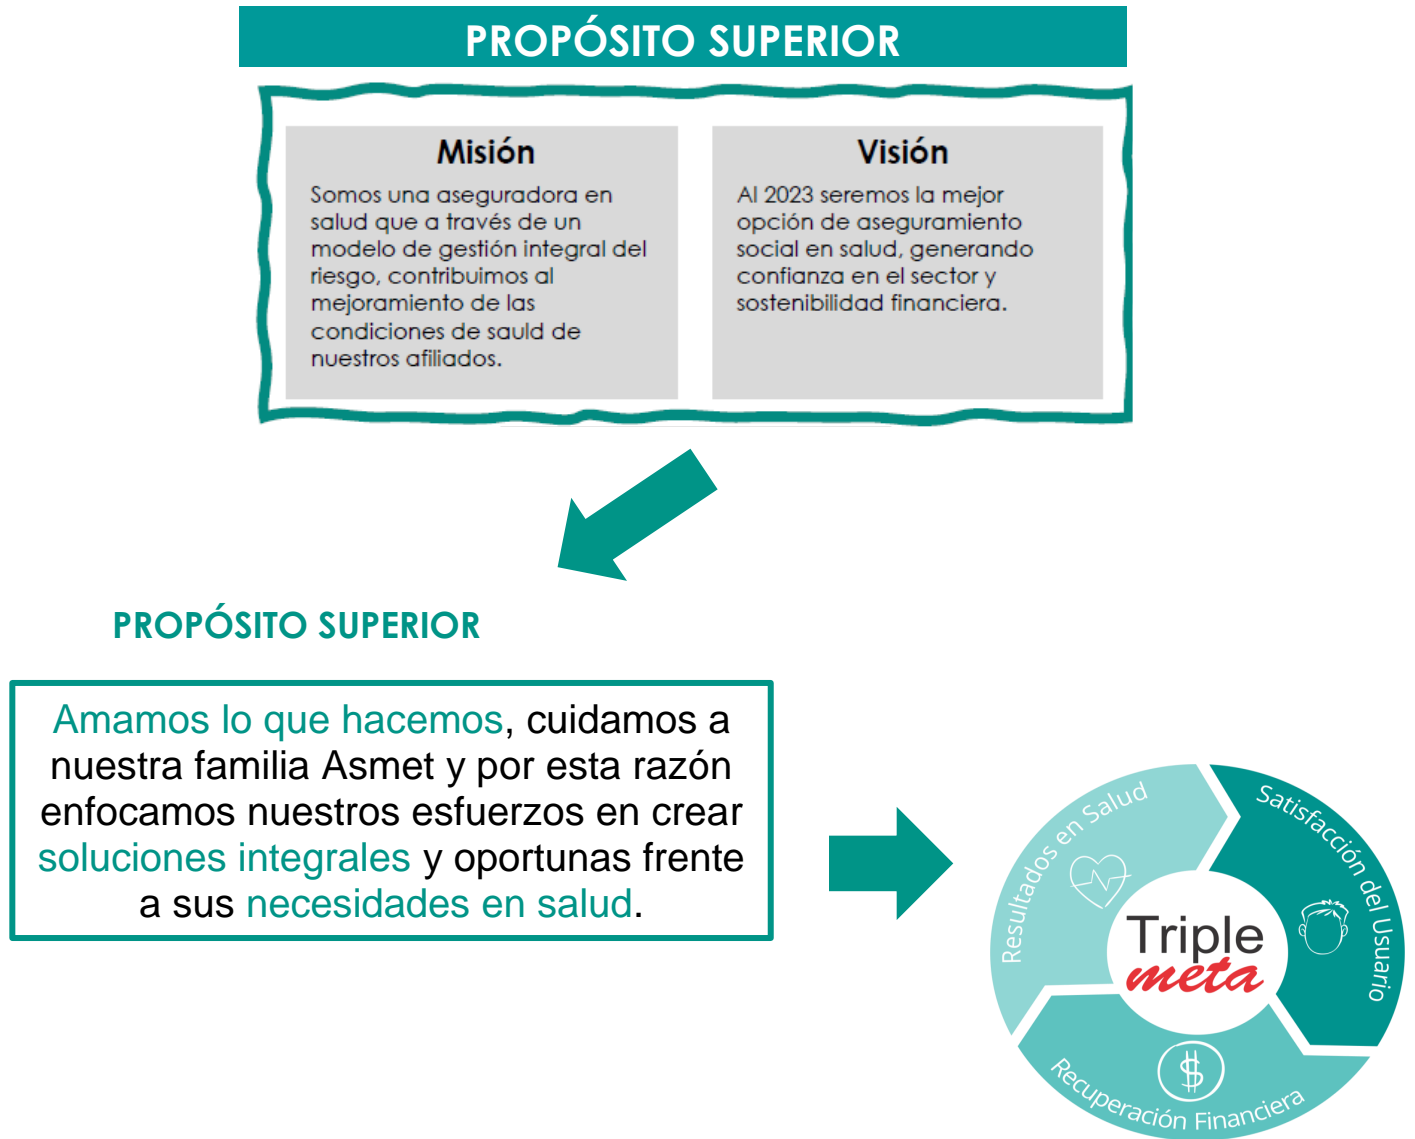 PROPÓSITO SUPERIOR
Misión
Somos una aseguradora en
salud que a través de un
modelo de gestión integral del
riesgo, contribuimos al
mejoramiento de las
condiciones de sauld de
nuestros afiliados.
Visión
Al 2023 seremos la mejor
opción de aseguramiento
social en salud, generando
confianza en el sector y
sostenibilidad financiera.
PROPÓSITO SUPERIOR
Amamos lo que hacemos, cuidamos a
nuestra familia Asmet y por esta razón
enfocamos nuestros esfuerzos en crear
soluciones integrales y oportunas frente
a sus necesidades en salud.
Resultados en Salud
Satisfacción del Usuario
Triple
meta
$
Recuperación Financiera